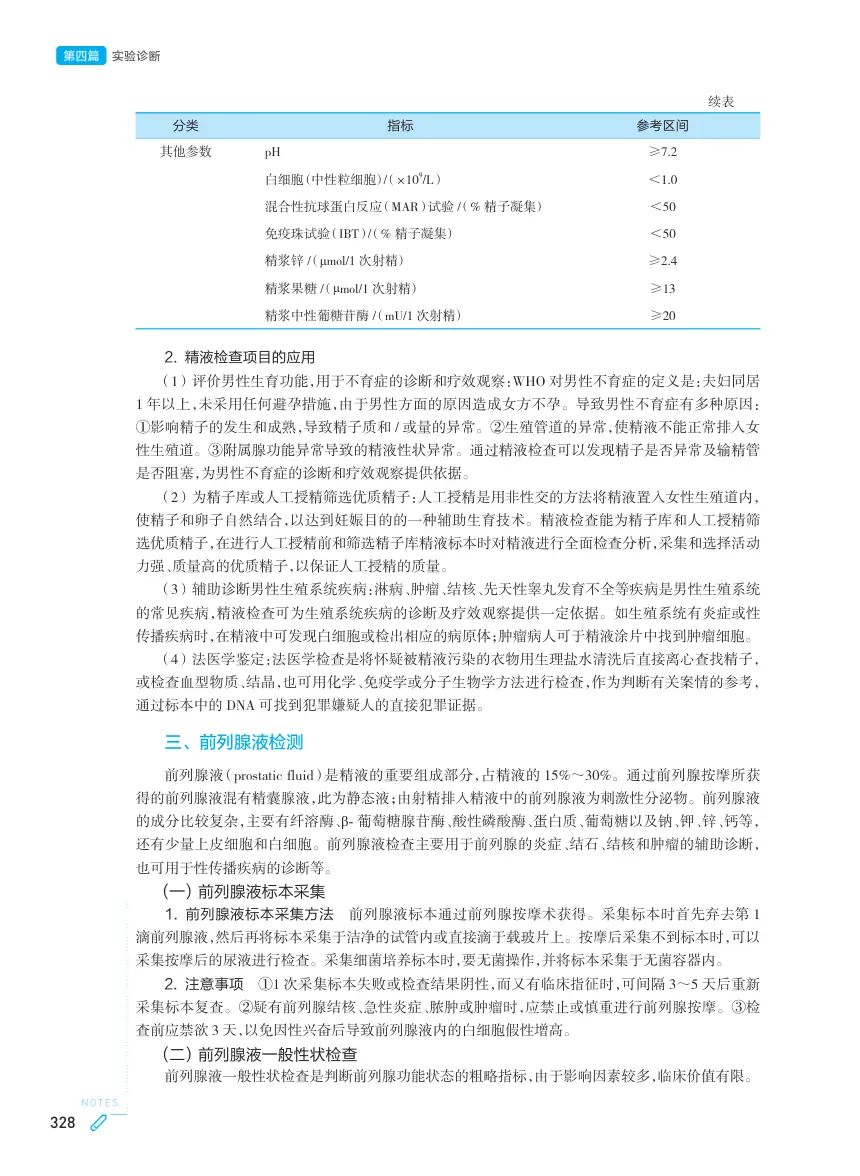 第四篇 实验诊断
续表
分类 指标 参考区间
其他参数 pH ≥7.2
白细胞(中性粒细胞)/(×10⁹/L) <1.0
混合性抗球蛋白反应(MAR)试验/(% 精子凝集) <50
免疫珠试验(IBT)/(% 精子凝集) <50
精浆锌/(μmol/1 次射精) ≥2.4
精浆果糖/(μmol/1 次射精) ≥13
精浆中性葡糖苷酶/(mU/1 次射精) ≥20
2. 精液检查项目的应用
(1)评价男性生育功能,用于不育症的诊断和疗效观察:WHO 对男性不育症的定义是:夫妇同居
1 年以上,未采用任何避孕措施,由于男性方面的原因造成女方不孕。导致男性不育症有多种原因:
①影响精子的发生和成熟,导致精子质和 / 或量的异常。②生殖管道的异常,使精液不能正常排入女
性生殖道。③附属腺功能异常导致的精液性状异常。通过精液检查可以发现精子是否异常及输精管
是否阻塞,为男性不育症的诊断和疗效观察提供依据。
(2)为精子库或人工授精筛选优质精子:人工授精是用非性交的方法将精液置入女性生殖道内,
使精子和卵子自然结合,以达到妊娠目的的一种辅助生育技术。精液检查能为精子库和人工授精筛
选优质精子,在进行人工授精前和筛选精子库精液标本时对精液进行全面检查分析,采集和选择活动
力强、质量高的优质精子,以保证人工授精的质量。
(3)辅助诊断男性生殖系统疾病:淋病、肿瘤、结核、先天性睾丸发育不全等疾病是男性生殖系统
的常见疾病,精液检查可为生殖系统疾病的诊断及疗效观察提供一定依据。如生殖系统有炎症或性
传播疾病时,在精液中可发现白细胞或检出相应的病原体;肿瘤病人可于精液涂片中找到肿瘤细胞。
(4)法医学鉴定:法医学检查是将怀疑被精液污染的衣物用生理盐水清洗后直接离心查找精子,
或检查血型物质、结晶,也可用化学、免疫学或分子生物学方法进行检查,作为判断有关案情的参考,
通过标本中的 DNA 可找到犯罪嫌疑人的直接犯罪证据。
三、前列腺液检测
前列腺液(prostatic fluid)是精液的重要组成部分,占精液的 15%~30%。通过前列腺按摩所获
得的前列腺液混有精囊腺液,此为静态液;由射精排入精液中的前列腺液为刺激性分泌物。前列腺液
的成分比较复杂,主要有纤溶酶、β- 葡萄糖腺苷酶、酸性磷酸酶、蛋白质、葡萄糖以及钠、钾、锌、钙等,
还有少量上皮细胞和白细胞。前列腺液检查主要用于前列腺的炎症、结石、结核和肿瘤的辅助诊断,
也可用于性传播疾病的诊断等。
(一)前列腺液标本采集
1. 前列腺液标本采集方法 前列腺液标本通过前列腺按摩术获得。采集标本时首先弃去第 1
滴前列腺液,然后再将标本采集于洁净的试管内或直接滴于载玻片上。按摩后采集不到标本时,可以
采集按摩后的尿液进行检查。采集细菌培养标本时,要无菌操作,并将标本采集于无菌容器内。
2. 注意事项 ①1 次采集标本失败或检查结果阴性,而又有临床指征时,可间隔 3~5 天后重新
采集标本复查。②疑有前列腺结核、急性炎症、脓肿或肿瘤时,应禁止或慎重进行前列腺按摩。③检
查前应禁欲 3 天,以免因性兴奋后导致前列腺液内的白细胞假性增高。
(二)前列腺液一般性状检查
前列腺液一般性状检查是判断前列腺功能状态的粗略指标,由于影响因素较多,临床价值有限。
NOTES
328